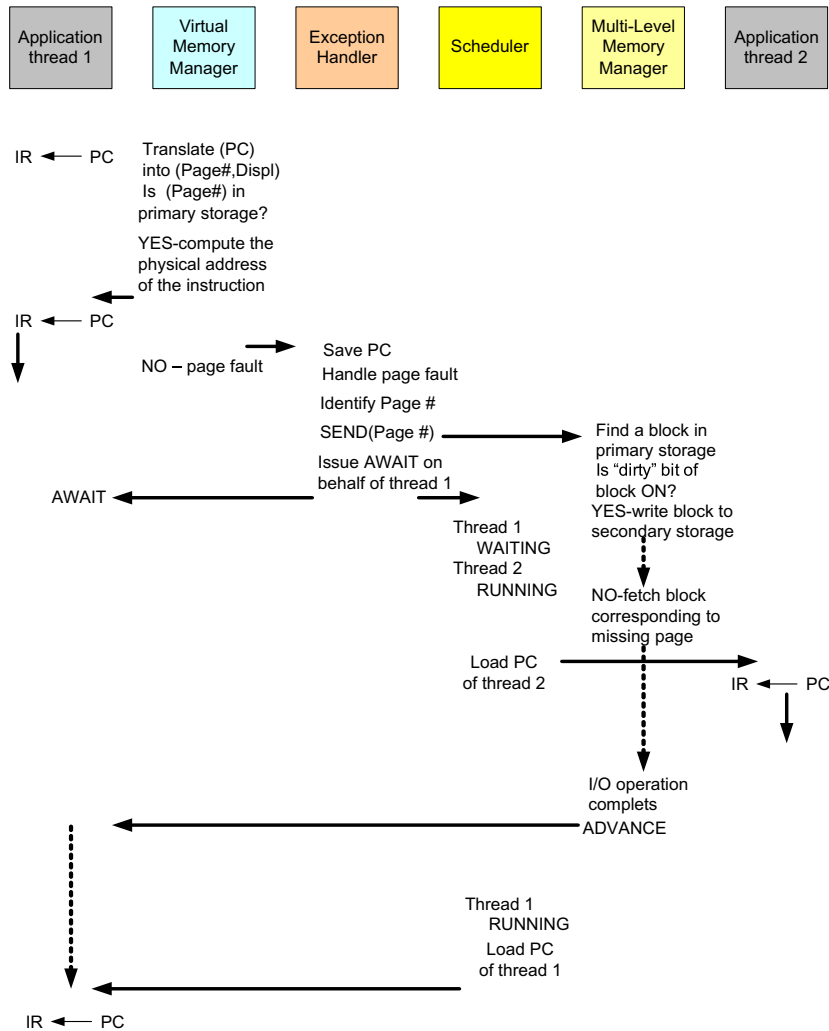 Application
thread 1
Virtual
Memory
Manager
Exception
Handler
Scheduler
Multi-Level
Memory
Manager
Application
thread 2
IR PC
Translate (PC)
into (Page#,Displ)
Is (Page#) in
primary storage?
YES-compute the
physical address
of the instruction
IR PC
NO – page fault
Save PC
Handle page fault
Identify Page #
SEND(Page #)
Issue AWAIT on
behalf of thread 1
AWAIT
Find a block in
primary storage
Is “dirty” bit of
block ON?
YES-write block to
secondary storage
Thread 1
WAITING
Thread 2
RUNNING
NO-fetch block
corresponding to
missing page
Load PC
of thread 2
IR PC
I/O operation
complets
ADVANCE
Thread 1
RUNNING
Load PC
of thread 1
IR PC